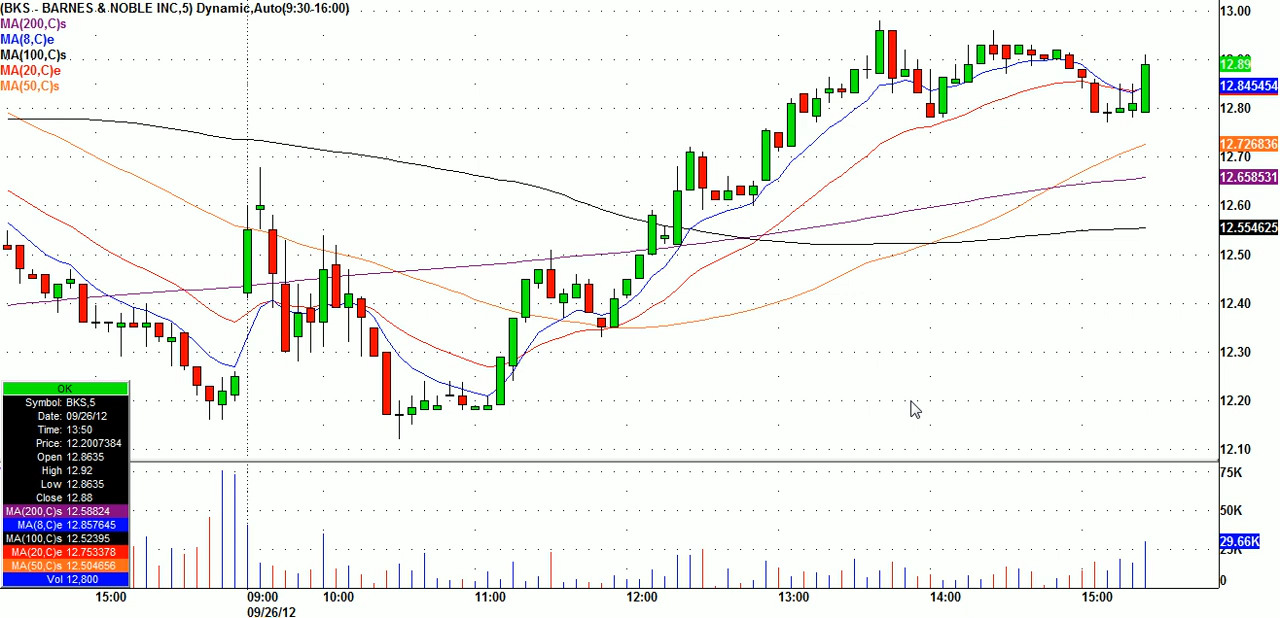 (BKS - BARNES & NOBLE INC,5) Dynamic,Auto(9:30-16:00)
MA(200,C)s
MA(8,C)e
MA(100,C)s
MA(20,C)e
MA(50,C)s
13.00
12.89
12.845454
12.80
12.726836
12.70
12.658531
12.60
12.554625
12.50
12.40
12.30
12.20
12.10
75K
50K
29.66K
25K
0
OK
Symbol: BKS,5
Date: 09/26/12
Time: 13:50
Price: 12.2007384
Open 12.8635
High 12.92
Low 12.8635
Close 12.88
MA(200,C)s 12.58824
MA(8,C)e 12.857645
MA(100,C)s 12.52395
MA(20,C)e 12.753378
MA(50,C)s 12.504656
Vol 12,800
15:00 09:00 10:00 11:00 12:00 13:00 14:00 15:00
09/26/12